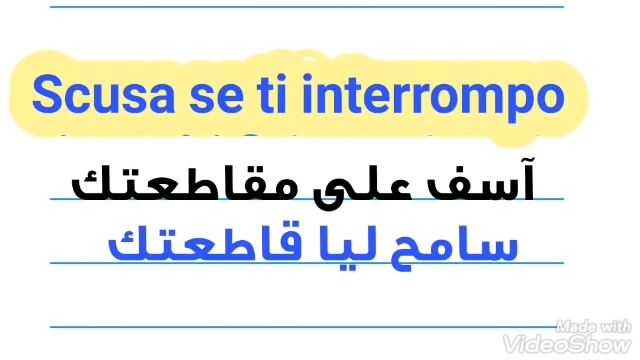 Scusa se ti interrompo
آسف على مقاطعتك
سامح ليا قاطعتك
Made with
VideoShow